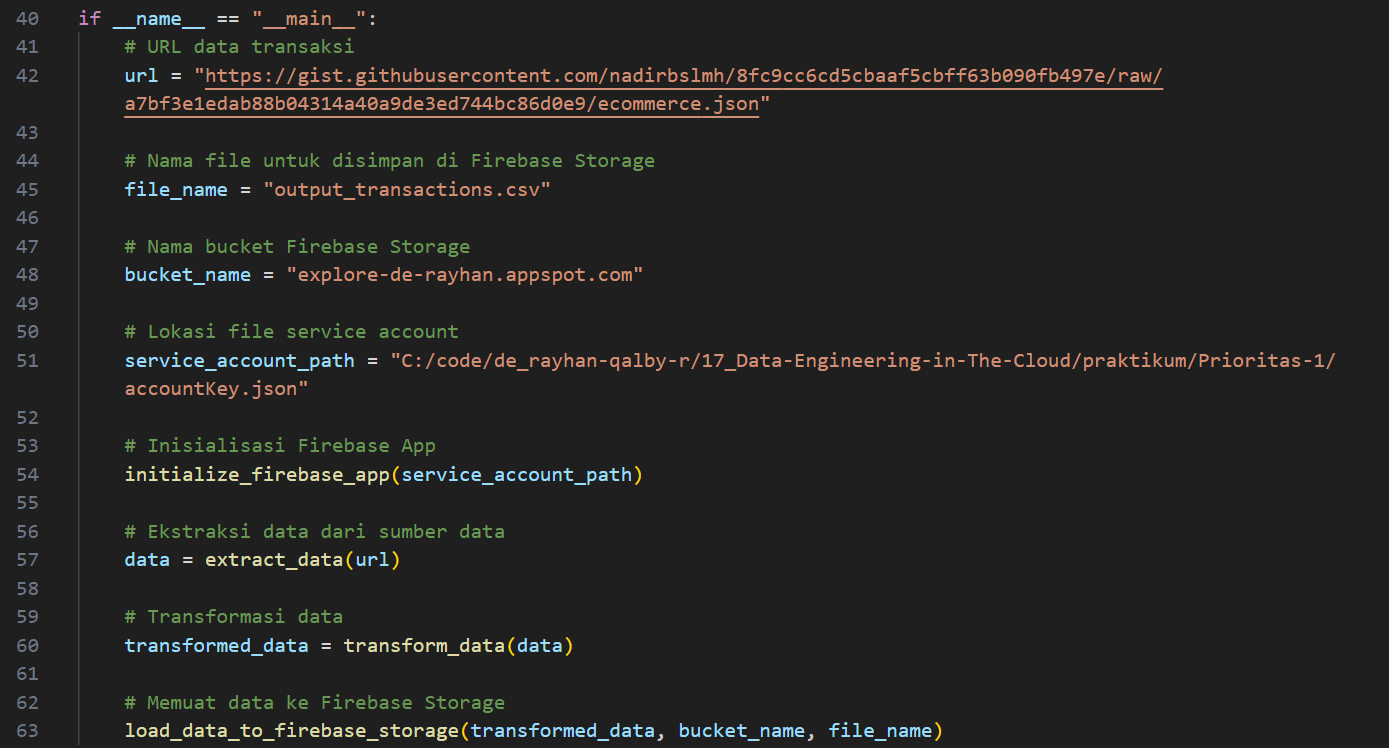 40 if __name__ == "__main__":
41 # URL data transaksi
42 url = "https://gist.githubusercontent.com/nadirbslmh/8fc9cc6cd5cbaaf5cbff63b090fb497e/raw/
a7bf3e1edab88b04314a40a9de3ed744bc86d0e9/ecommerce.json"
43
44 # Nama file untuk disimpan di Firebase Storage
45 file_name = "output_transactions.csv"
46
47 # Nama bucket Firebase Storage
48 bucket_name = "explore-de-rayhan.appspot.com"
49
50 # Lokasi file service account
51 service_account_path = "C:/code/de_rayhan-qalby-r/17_Data-Engineering-in-The-Cloud/praktikum/Prioritas-1/
accountKey.json"
52
53 # Inisialisasi Firebase App
54 initialize_firebase_app(service_account_path)
55
56 # Ekstraksi data dari sumber data
57 data = extract_data(url)
58
59 # Transformasi data
60 transformed_data = transform_data(data)
61
62 # Memuat data ke Firebase Storage
63 load_data_to_firebase_storage(transformed_data, bucket_name, file_name)